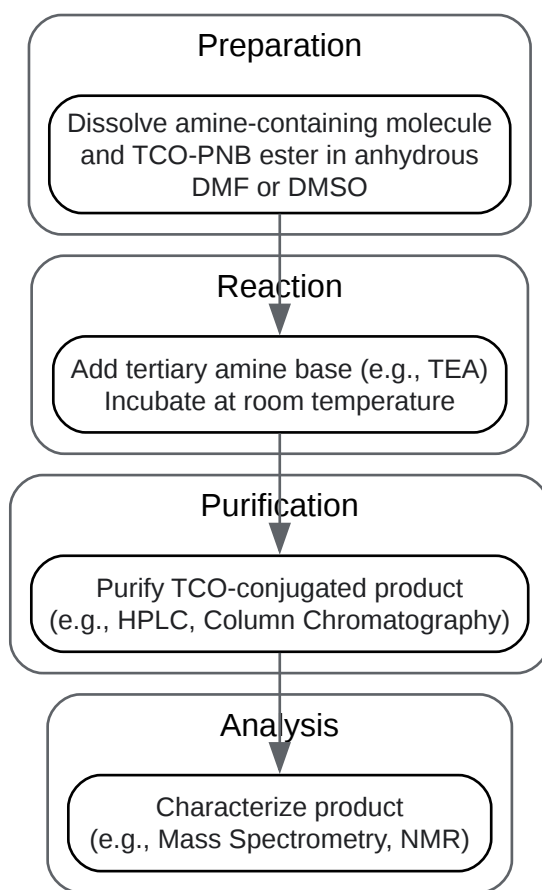 Preparation
Dissolve amine-containing molecule
and TCO-PNB ester in anhydrous
DMF or DMSO
Reaction
Add tertiary amine base (e.g., TEA)
Incubate at room temperature
Purification
Purify TCO-conjugated product
(e.g., HPLC, Column Chromatography)
Analysis
Characterize product
(e.g., Mass Spectrometry, NMR)